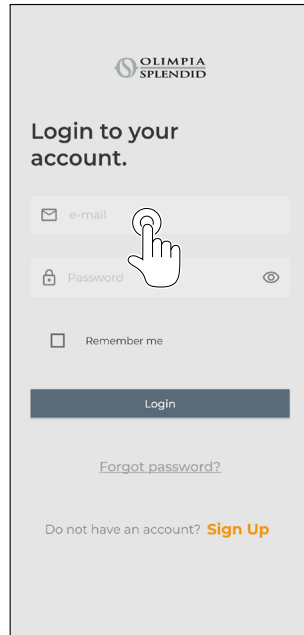 OLIMPIA
SPLENDID
Login to your
account.
e-mail
Password
Remember me
Login
Forgot password?
Do not have an account? Sign Up